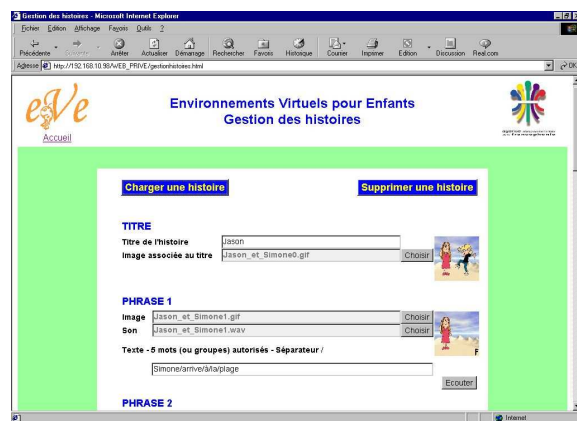 Gestion des histoires - Microsoft Internet Explorer
Fichier Edition Affichage Favoris Outils ?
Précédente Suivante Arrêter Actualiser Démarrage Rechercher Favoris Historique Courrier Imprimer Edition Discussion Real.com
Adresse http://192.168.10.98/WEB_PRIVE/gestionhistoires.html OK
eVe
Accueil
Environnements Virtuels pour Enfants
Gestion des histoires
Charger une histoire Supprimer une histoire
TITRE
Titre de l'histoire Jason
Image associée au titre Jason_et_Simone0.gif Choisir
PHRASE 1
Image Jason_et_Simone1.gif Choisir
Son Jason_et_Simone1.wav Choisir
Texte - 5 mots (ou groupes) autorisés - Séparateur /
Simone/arrive/à/la/plage
Ecouter
PHRASE 2
Internet